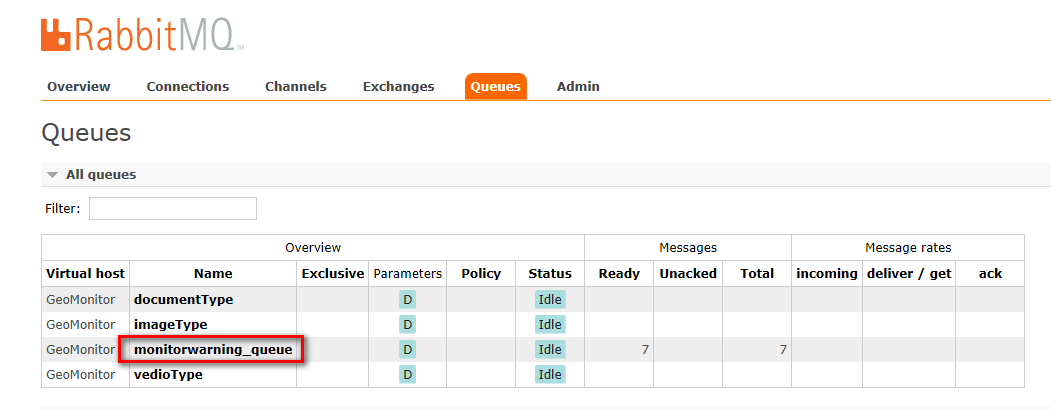 RabbitMQ™
Overview Connections Channels Exchanges Queues Admin
Queues
All queues
Filter:
Overview Messages Message rates
Virtual host Name Exclusive Parameters Policy Status Ready Unacked Total incoming deliver / get ack
GeoMonitor documentType D Idle
GeoMonitor imageType D Idle
GeoMonitor monitorwarning_queue D Idle 7 7
GeoMonitor vedioType D Idle